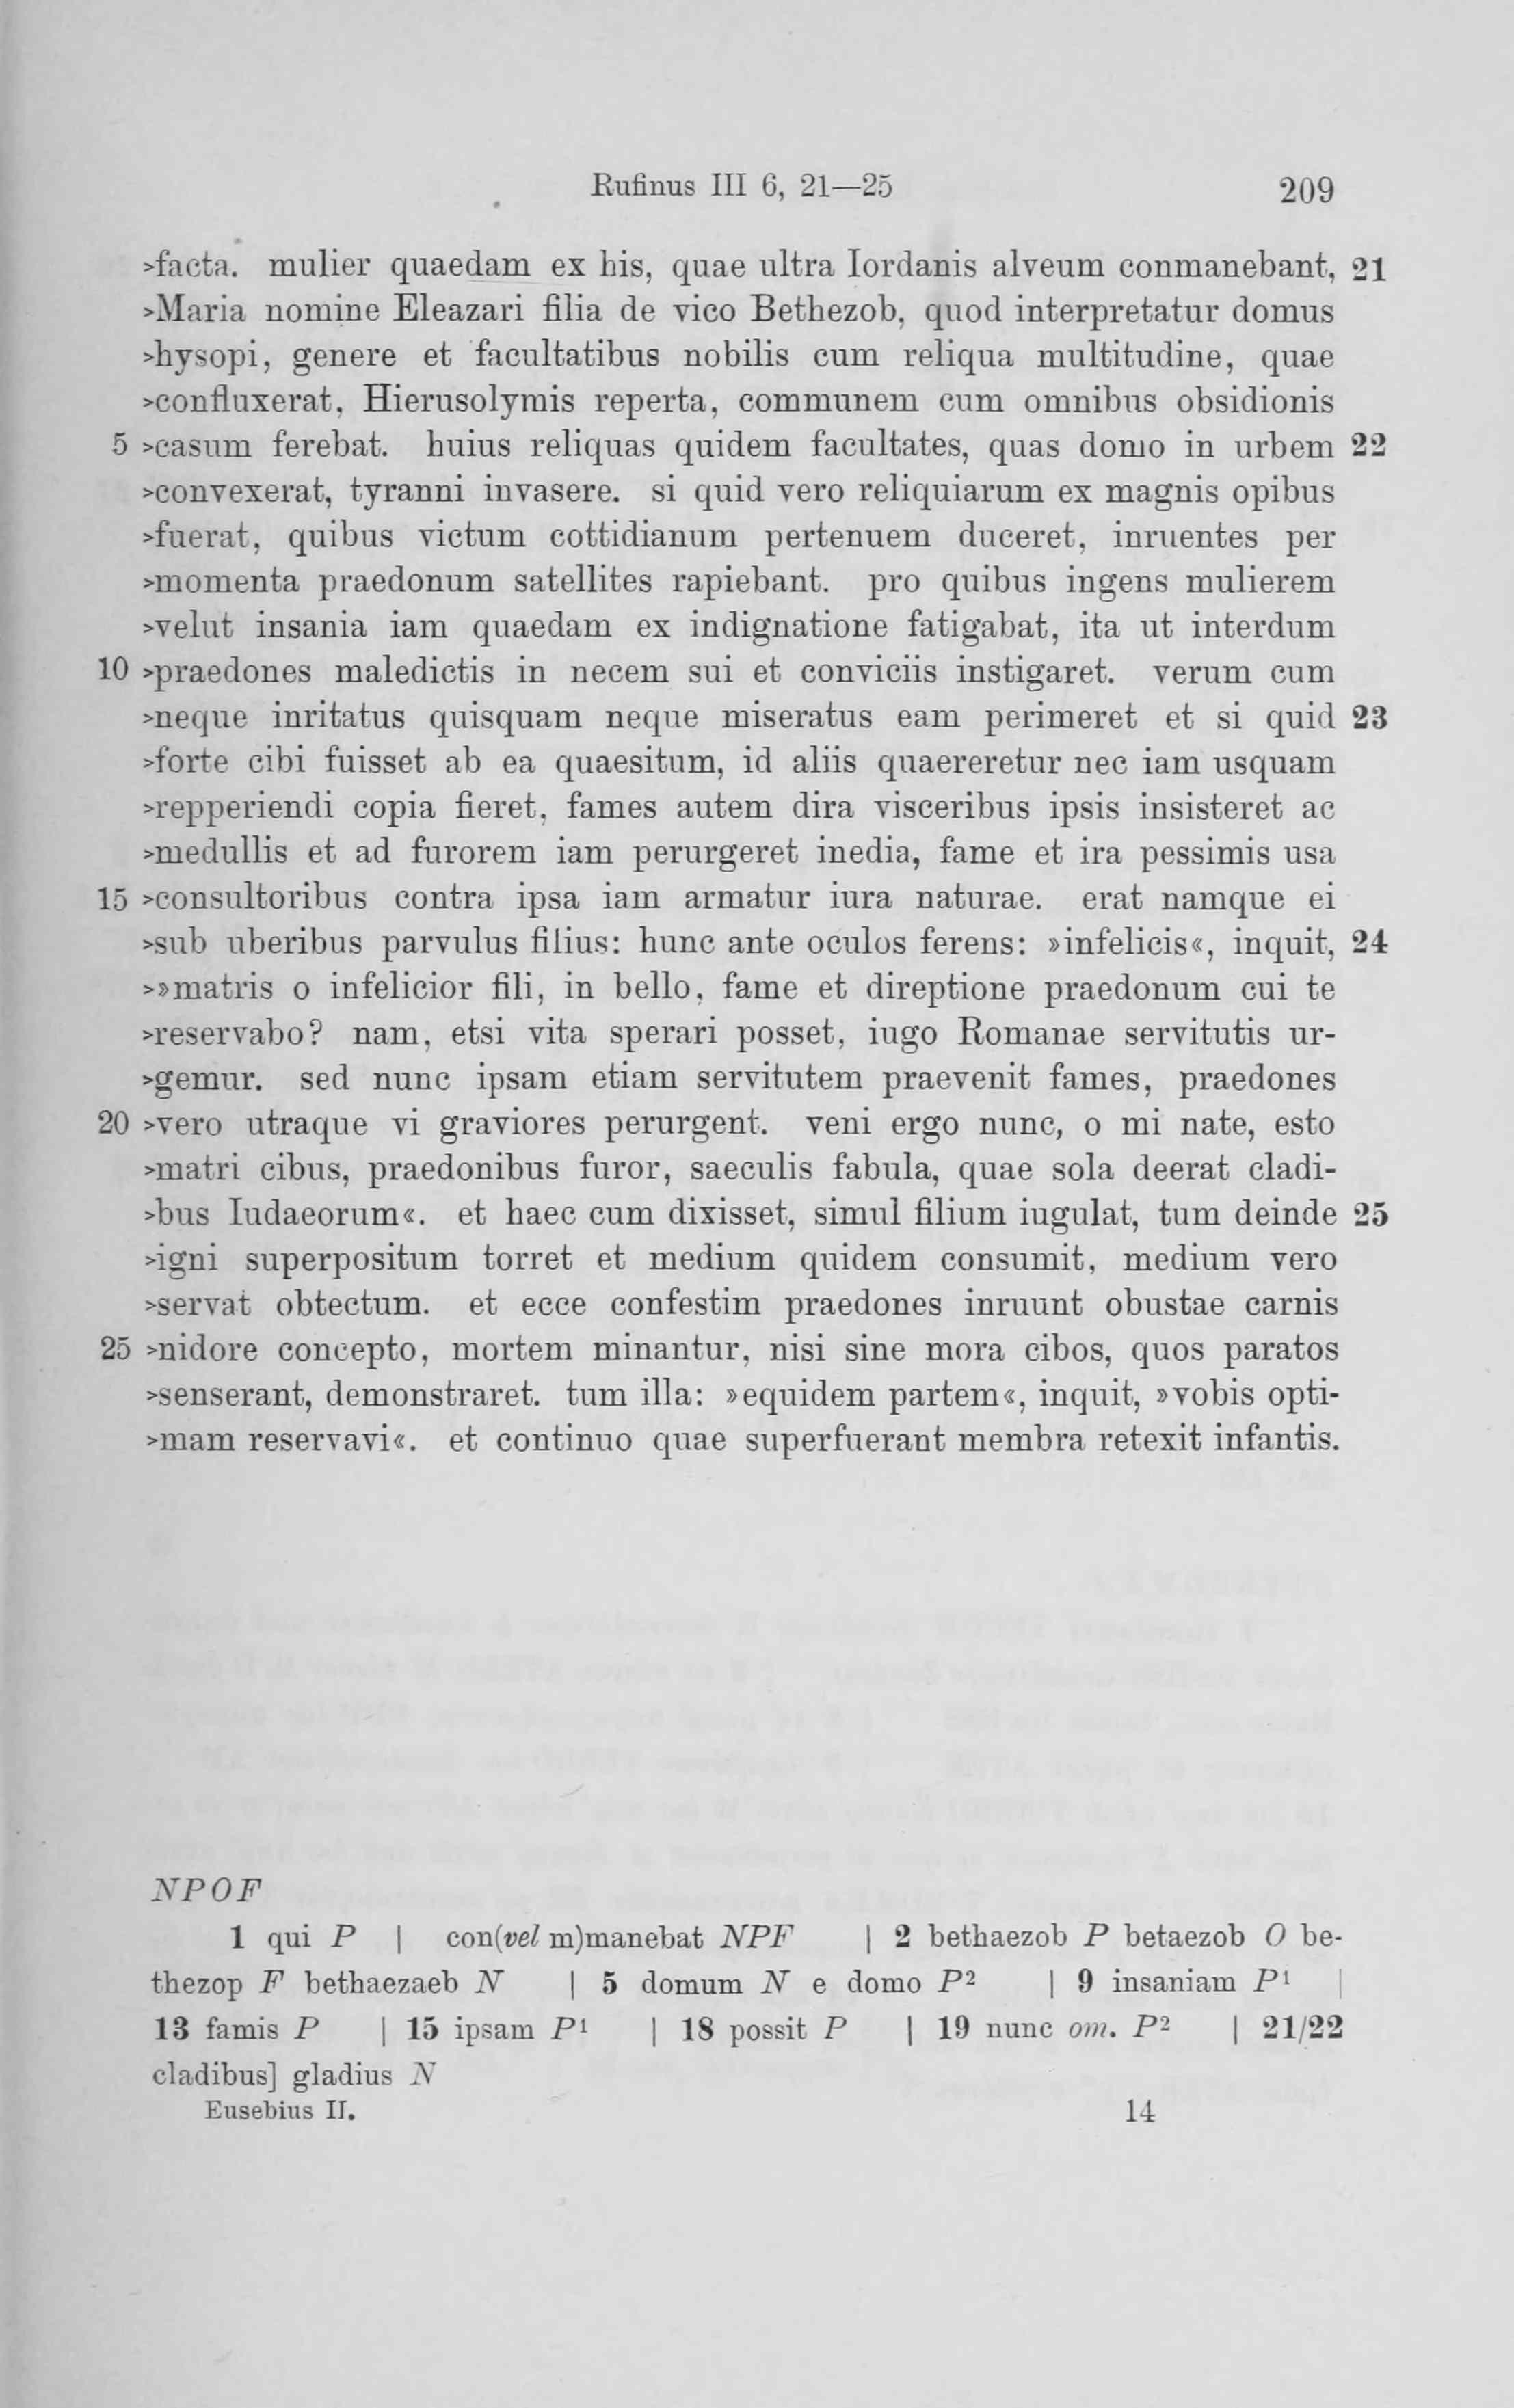 Rufinus III 6, 21—25 209
>facta. mulier quaedam ex his, quae ultra Iordanis alveum conmanebant, 21
>Maria nomine Eleazari filia de vico Bethezob, quod interpretatur domus
>hysopi, genere et facultatibus nobilis cum reliqua multitudine, quae
>confluxerat, Hierusolymis reperta, communem cum omnibus obsidionis
5 >casum ferebat. huius reliquas quidem facultates, quas domo in urbem 22
>convexerat, tyranni invasere. si quid vero reliquiarum ex magnis opibus
>fuerat, quibus victum cottidianum pertenuem duceret, inruentes per
>momenta praedonum satellites rapiebant. pro quibus ingens mulierem
>velut insania iam quaedam ex indignatione fatigabat, ita ut interdum
10 >praedones maledictis in necem sui et conviciis instigaret. verum cum
>neque inritatus quisquam neque miseratus eam perimeret et si quid 23
>forte cibi fuisset ab ea quaesitum, id aliis quaereretur nec iam usquam
>repperiendi copia fieret, fames autem dira visceribus ipsis insisteret ac
>medullis et ad furorem iam perurgeret inedia, fame et ira pessimis usa
15 >consultoribus contra ipsa iam armatur iura naturae. erat namque ei
>sub uberibus parvulus filius: hunc ante oculos ferens: »infelicis«, inquit, 24
>»matris o infelicior fili, in bello, fame et direptione praedonum cui te
>reservabo? nam, etsi vita sperari posset, iugo Romanae servitutis ur-
>gemur. sed nunc ipsam etiam servitutem praevenit fames, praedones
20 >vero utraque vi graviores perurgent. veni ergo nunc, o mi nate, esto
>matri cibus, praedonibus furor, saeculis fabula, quae sola deerat cladi-
>bus Iudaeorum«. et haec cum dixisset, simul filium iugulat, tum deinde 25
>igni superpositum torret et medium quidem consumit, medium vero
>servat obtectum. et ecce confestim praedones inruunt obustae carnis
25 >nidore concepto, mortem minantur, nisi sine mora cibos, quos paratos
>senserant, demonstraret. tum illa: »equidem partem«, inquit, »vobis opti-
>mam reservavi«. et continuo quae superfuerant membra retexit infantis.
NPOF
1 qui P | con(vel m)manebat NPF | 2 bethaezob P betaezob O be-
thezop F bethaezaeb N | 5 domum N e domo P² | 9 insaniam P¹ |
13 famis P | 15 ipsam P¹ | 18 possit P | 19 nunc om. P² | 21/22
cladibus] gladius N
Eusebius II. 14